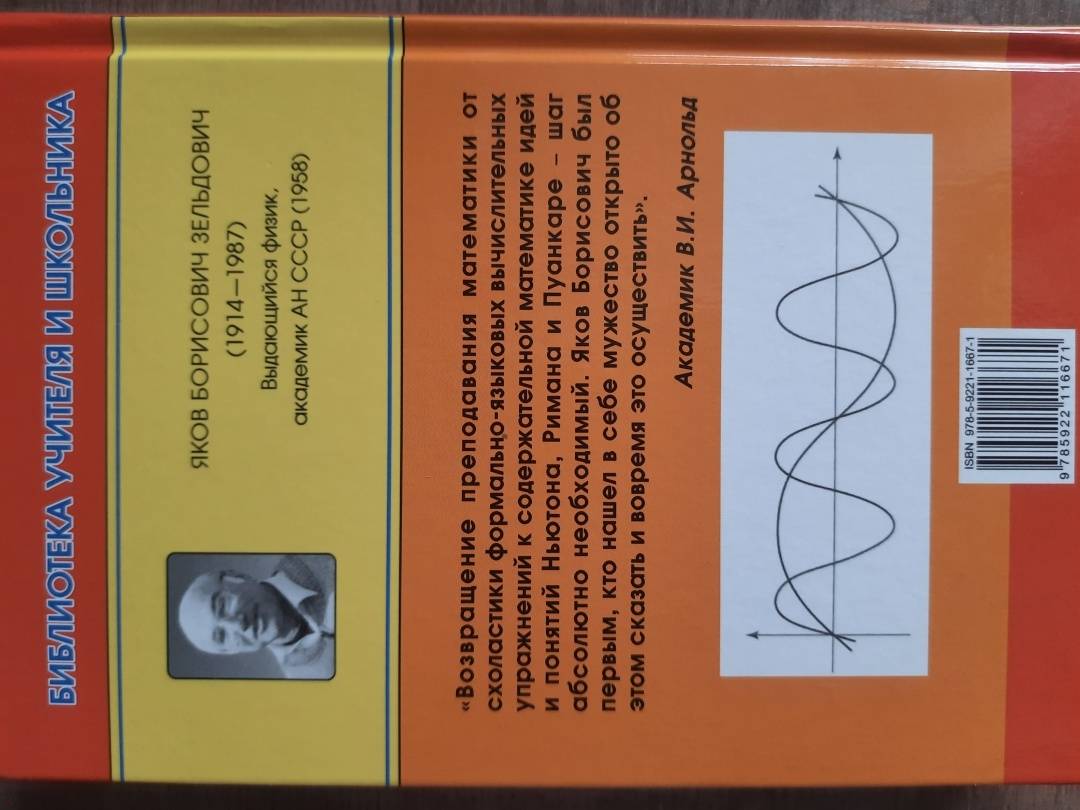 БИБЛИОТЕКА УЧИТЕЛЯ И ШКОЛЬНИКА
ЯКОВ БОРИСОВИЧ ЗЕЛЬДОВИЧ
(1914—1987)
Выдающийся физик,
академик АН СССР (1958)
«Возвращение преподавания математики от
схоластики формально-языковых вычислительных
упражнений к содержательной математике идей
и понятий Ньютона, Римана и Пуанкаре – шаг
абсолютно необходимый. Яков Борисович был
первым, кто нашел в себе мужество открыто об
этом сказать и вовремя это осуществить».
Академик В.И. Арнольд
ISBN 978-5-9221-1667-1
9 785922 116671